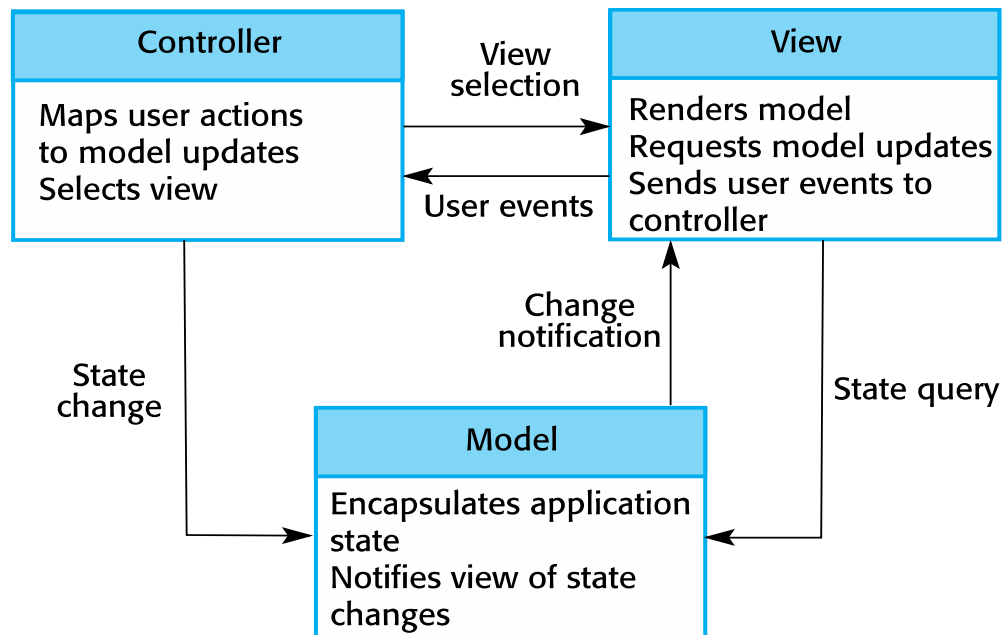 Controller
Maps user actions
to model updates
Selects view
View
selection
User events
View
Renders model
Requests model updates
Sends user events to
controller
State
change
Change
notification
State query
Model
Encapsulates application
state
Notifies view of state
changes